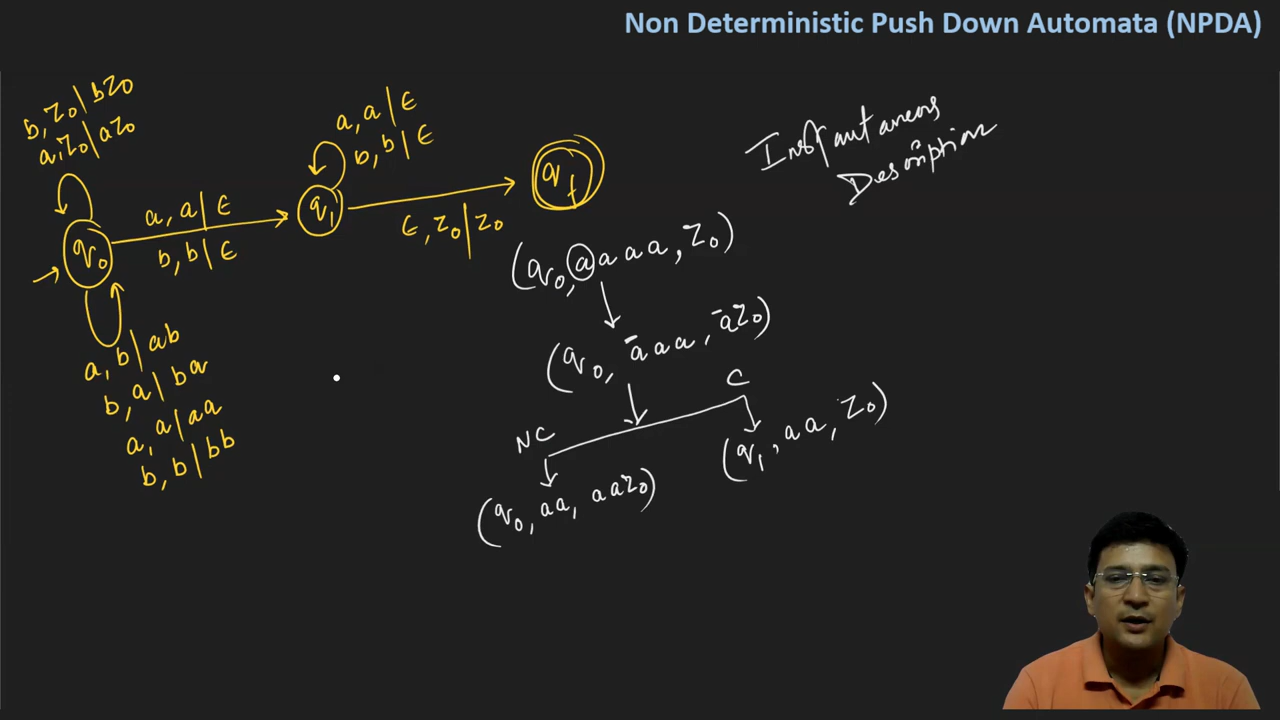 Non Deterministic Push Down Automata (NPDA)
b, z0 | bz0
a, z0 | az0
a, a | ϵ
b, b | ϵ
q0
a, a | ϵ
b, b | ϵ
q1
ϵ, z0 | z0
qf
a, b | ab
b, a | ba
a, a | aa
b, b | bb
Instantaneous
Description
(q0, aaaa, z0)
(q0, aaa, az0)
NC
C
(q0, aa, aaz0)
(q1, aa, z0)